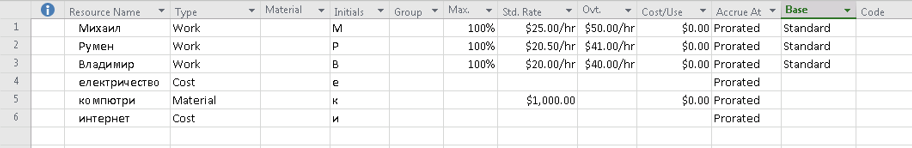 Resource Name Type Material Initials Group Max. Std. Rate Ovt. Cost/Use Accrue At Base Code
1 Михаил Work М 100% $25.00/hr $50.00/hr $0.00 Prorated Standard
2 Румен Work Р 100% $20.50/hr $41.00/hr $0.00 Prorated Standard
3 Владимир Work В 100% $20.00/hr $40.00/hr $0.00 Prorated Standard
4 електричество Cost е Prorated
5 компютри Material к $1,000.00 $0.00 Prorated
6 интернет Cost и Prorated